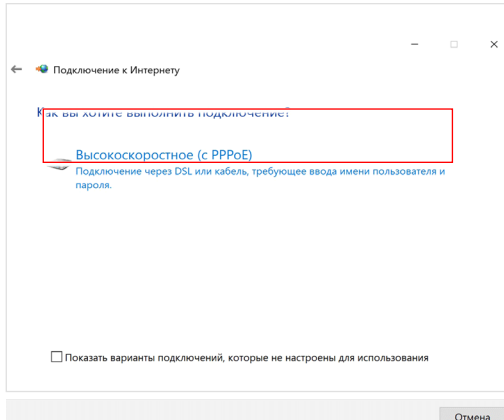 Подключение к Интернету
Как вы хотите выполнить подключение?
Высокоскоростное (с PPPoE)
Подключение через DSL или кабель, требующее ввода имени пользователя и
пароля.
Показать варианты подключений, которые не настроены для использования
Отмена